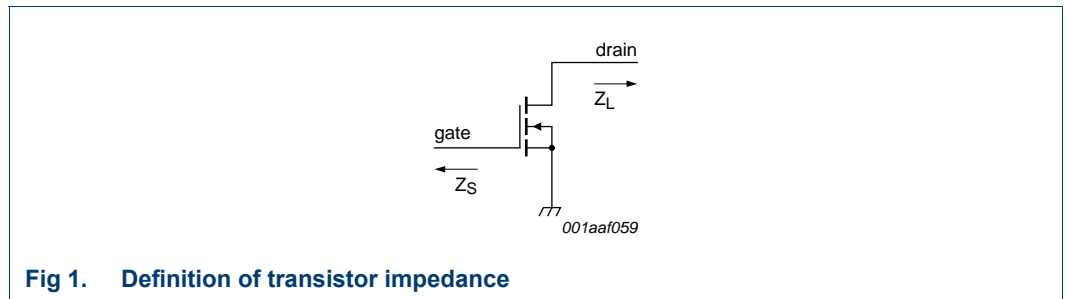 drain
Z_L
gate
Z_S
001aaf059
Fig 1. Definition of transistor impedance